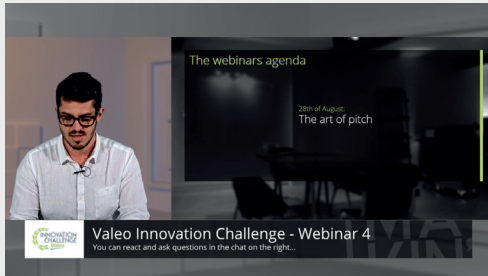 The webinars agenda
28th of August:
The art of pitch
INNOVATION
CHALLENGE
Valeo
Valeo Innovation Challenge - Webinar 4
You can react and ask questions in the chat on the right...